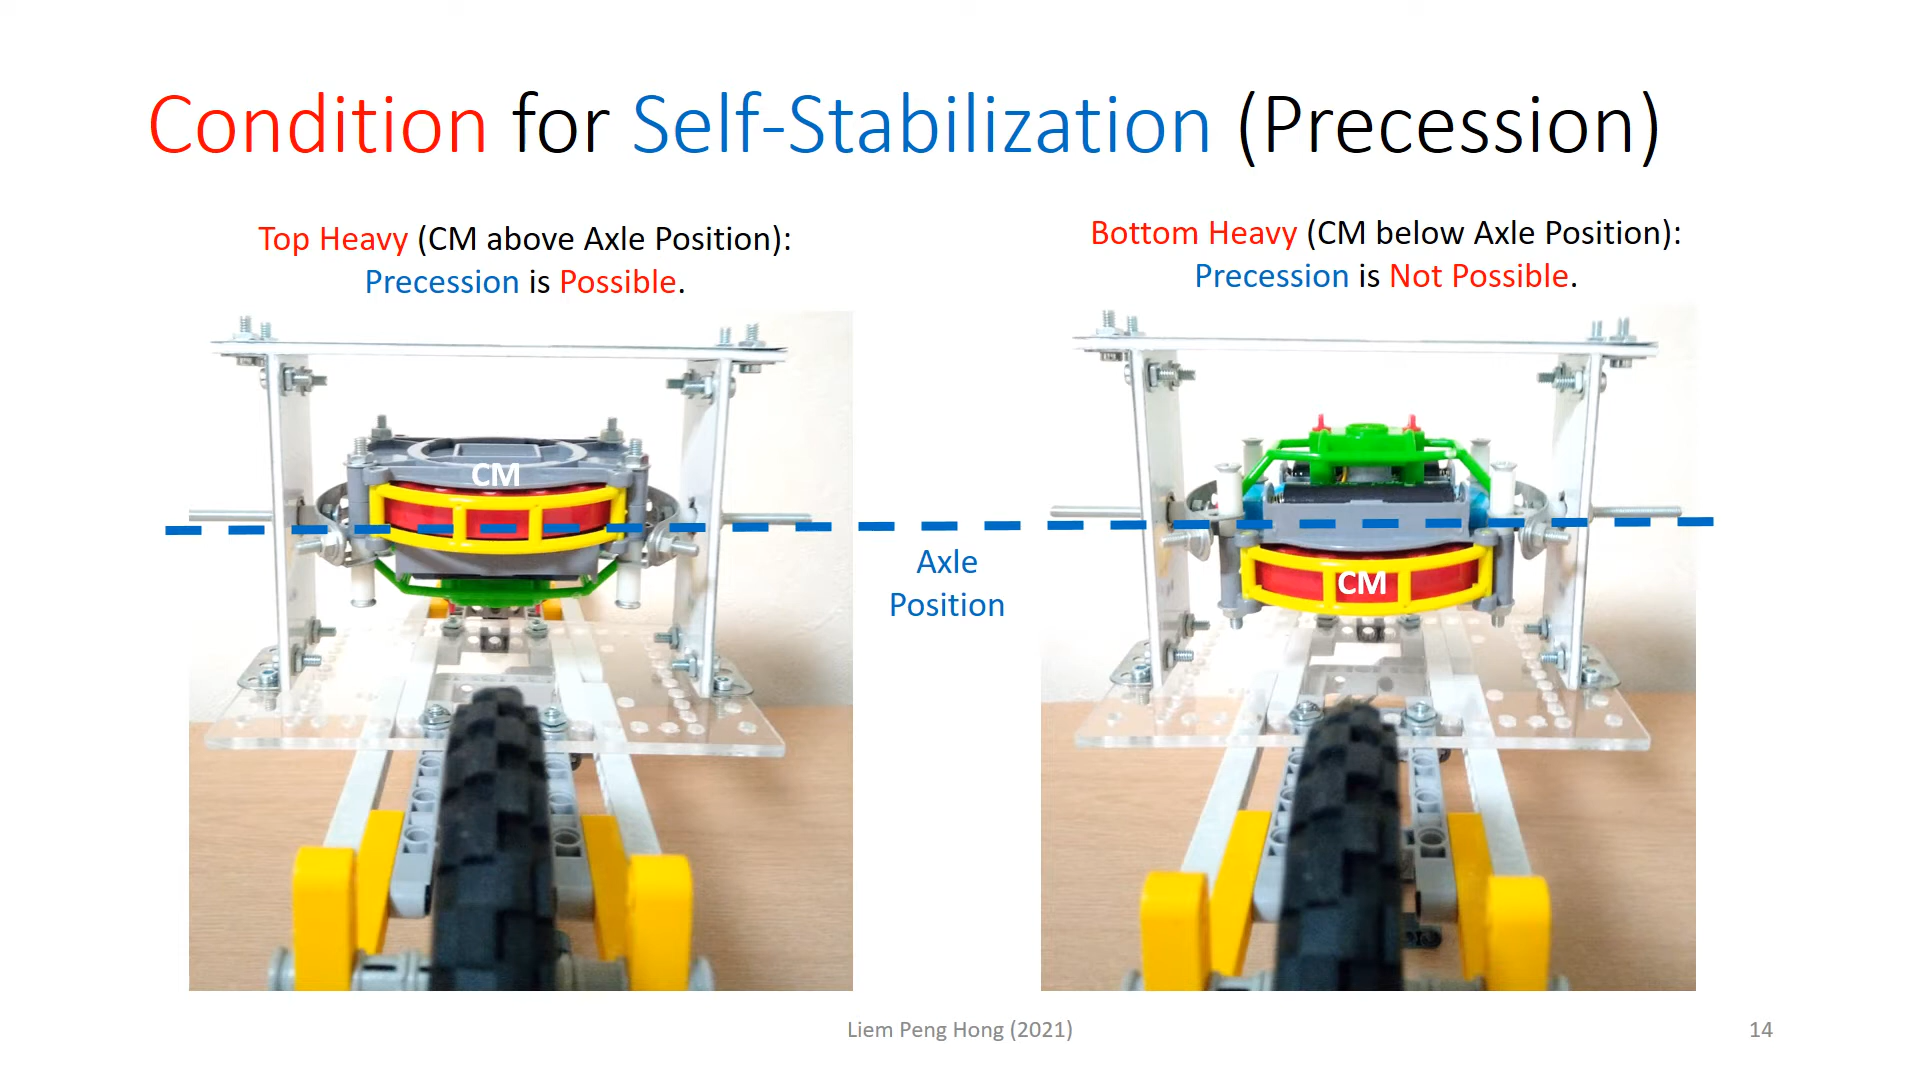 Condition for Self-Stabilization (Precession)
Top Heavy (CM above Axle Position):
Precession is Possible.
Bottom Heavy (CM below Axle Position):
Precession is Not Possible.
CM
Axle
Position
CM
Liem Peng Hong (2021)
14